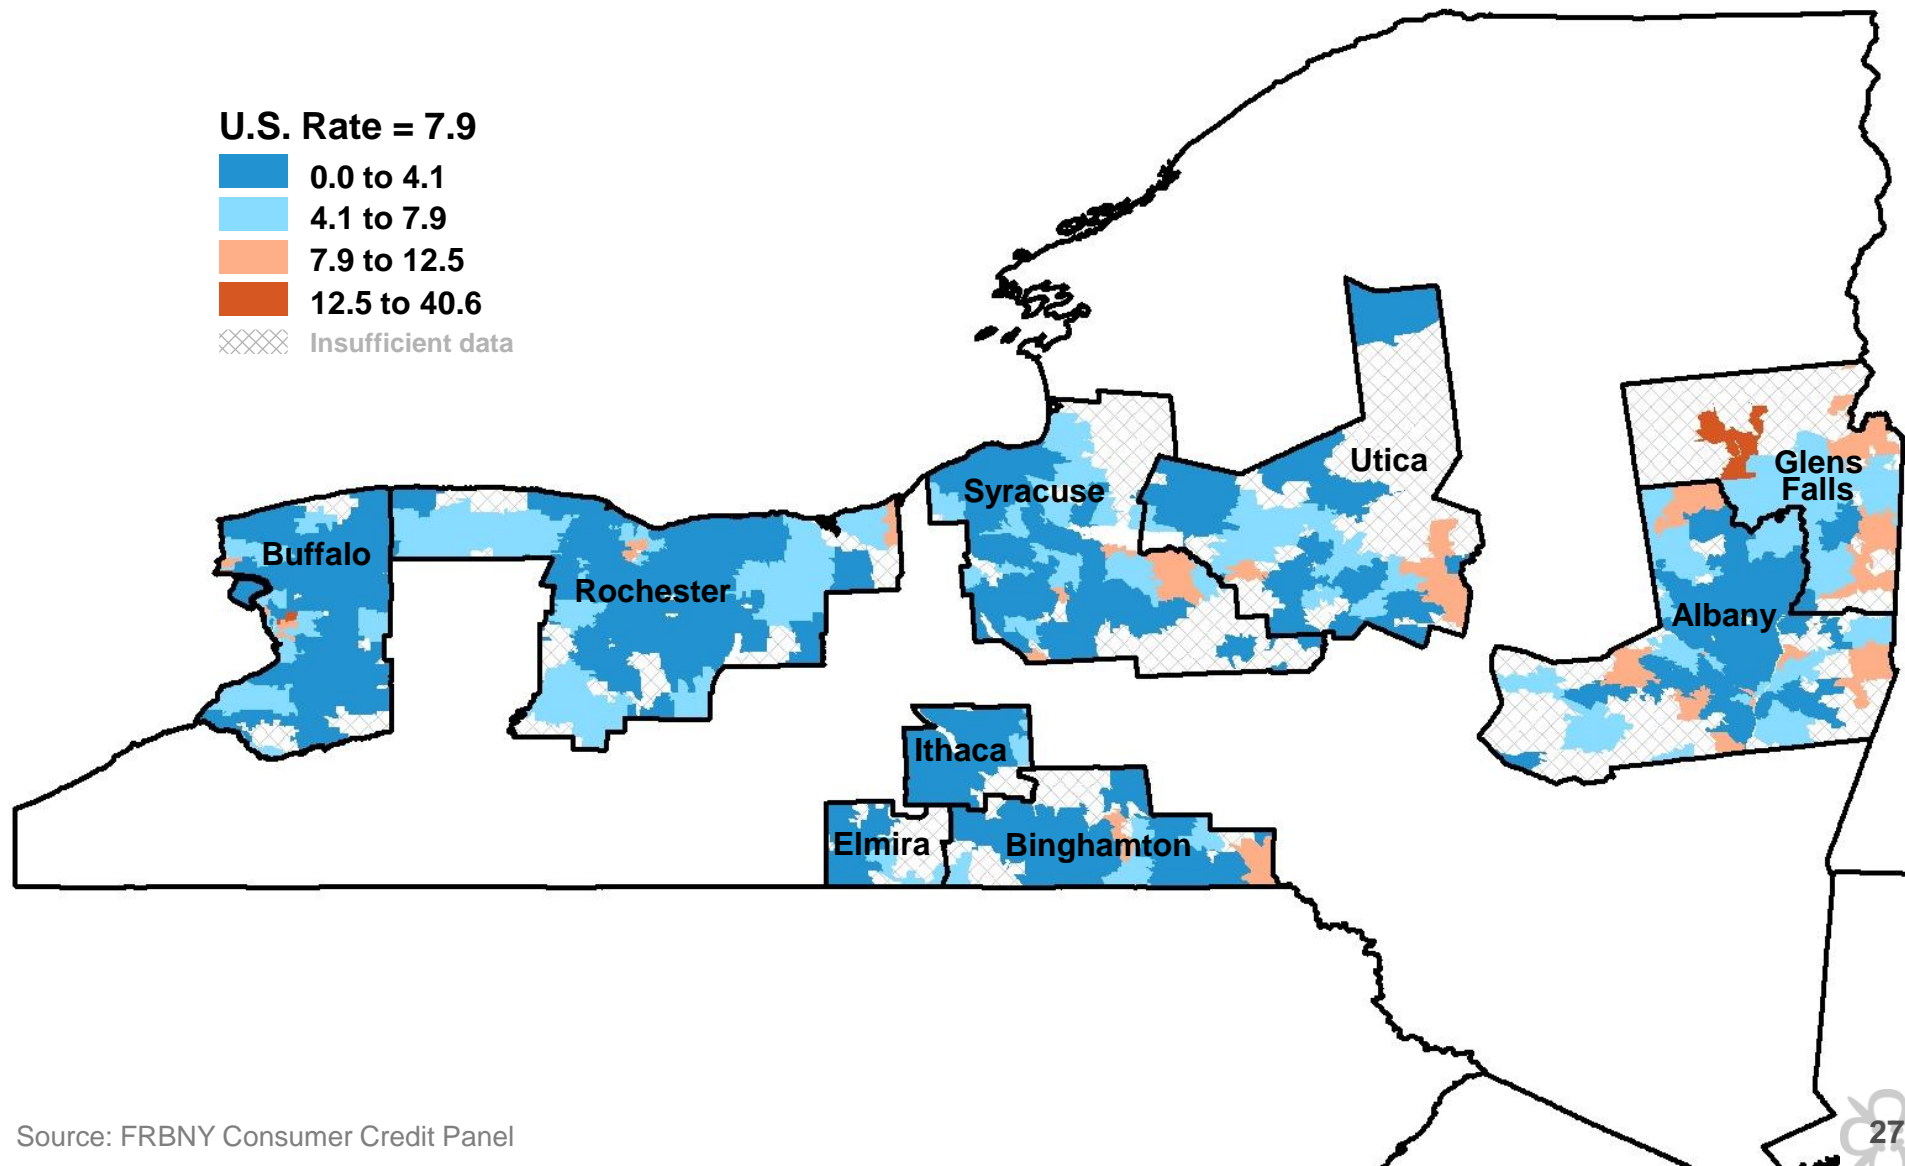 U.S. Rate = 7.9
0.0 to 4.1
4.1 to 7.9
7.9 to 12.5
12.5 to 40.6
Insufficient data
Utica
Glens
Falls
Syracuse
Buffalo
Rochester
Albany
Ithaca
Elmira
Binghamton
Source: FRBNY Consumer Credit Panel
27